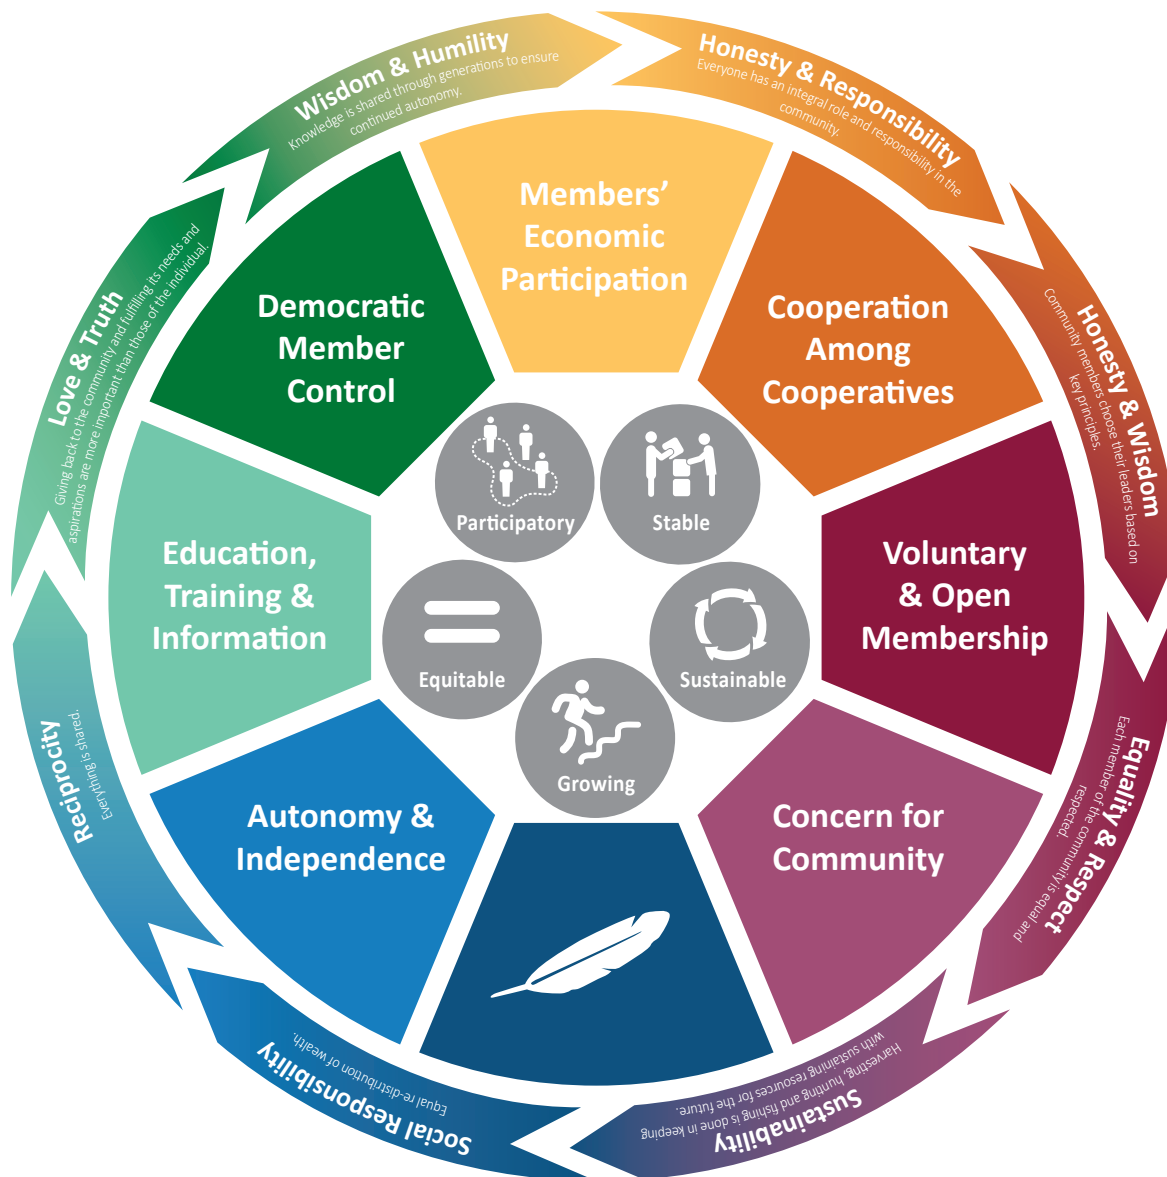 Wisdom & Humility
Knowledge is shared through generations to ensure
continued autonomy.
Honesty & Responsibility
Everyone has an integral role and responsibility in the
community.
Honesty & Wisdom
Community members choose their leaders based on
key principles.
Equality & Respect
Each member of the community is equal and
respected.
Sustainability
Harvesting, hunting and fishing is done in keeping
with sustaining resources for the future.
Social Responsibility
Equal re-distribution of wealth.
Reciprocity
Everything is shared.
Love & Truth
Giving back to the community and fulfilling its needs and
aspirations are more important than those of the individual.
Members’
Economic
Participation
Cooperation
Among
Cooperatives
Voluntary
& Open
Membership
Concern for
Community
Autonomy &
Independence
Education,
Training &
Information
Democratic
Member
Control
Participatory
Stable
Sustainable
Growing
Equitable